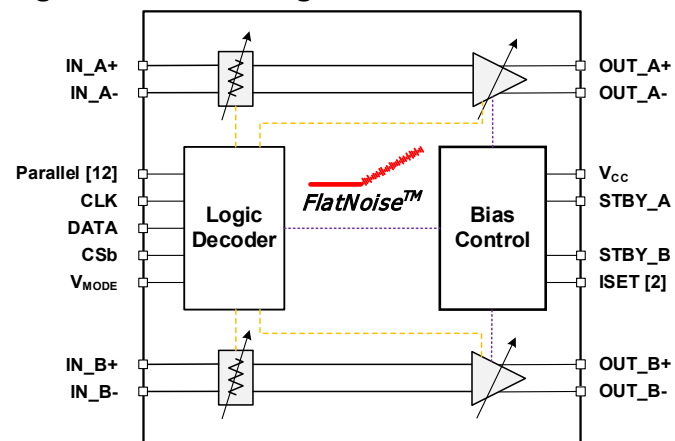 IN_A+
OUT_A+
IN_A-
OUT_A-
Parallel [12]
CLK
DATA
CSb
VMODE
Logic
Decoder
FlatNoise™
Bias
Control
VCC
STBY_A
STBY_B
ISET [2]
IN_B+
OUT_B+
IN_B-
OUT_B-